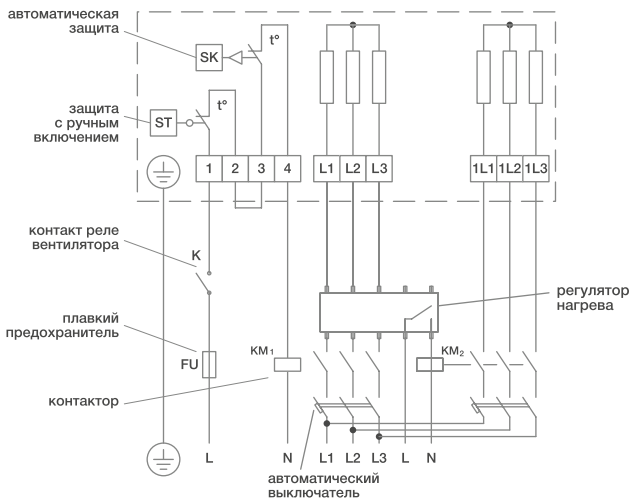 автоматическая
защита
SK
t°
защита
с ручным
включением
ST
t°
1 2 3 4 L1 L2 L3 1L1 1L2 1L3
контакт реле
вентилятора
K
регулятор
нагрева
плавкий
предохранитель
FU
KM1
KM2
контактор
L N L1 L2 L3 L N
автоматический
выключатель